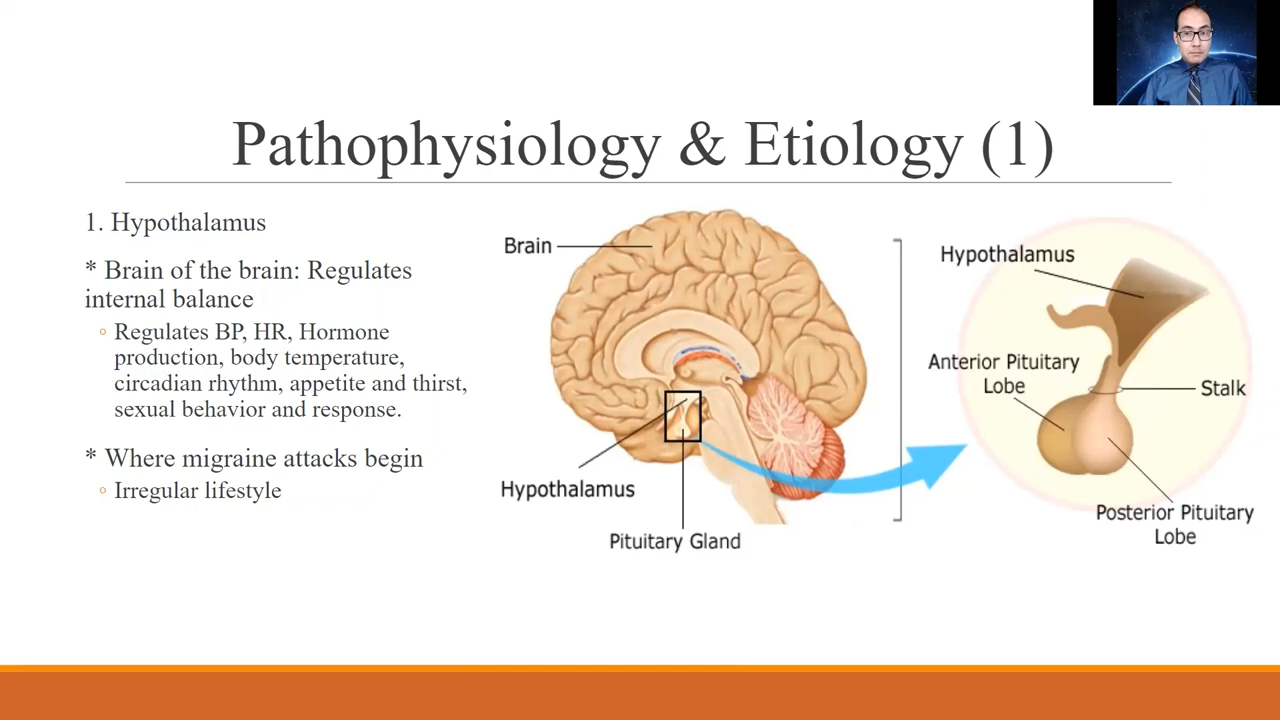 Pathophysiology & Etiology (1)
1. Hypothalamus
* Brain of the brain: Regulates
internal balance
◦ Regulates BP, HR, Hormone
production, body temperature,
circadian rhythm, appetite and thirst,
sexual behavior and response.
* Where migraine attacks begin
◦ Irregular lifestyle
Brain
Hypothalamus
Pituitary Gland
Hypothalamus
Anterior Pituitary
Lobe
Stalk
Posterior Pituitary
Lobe